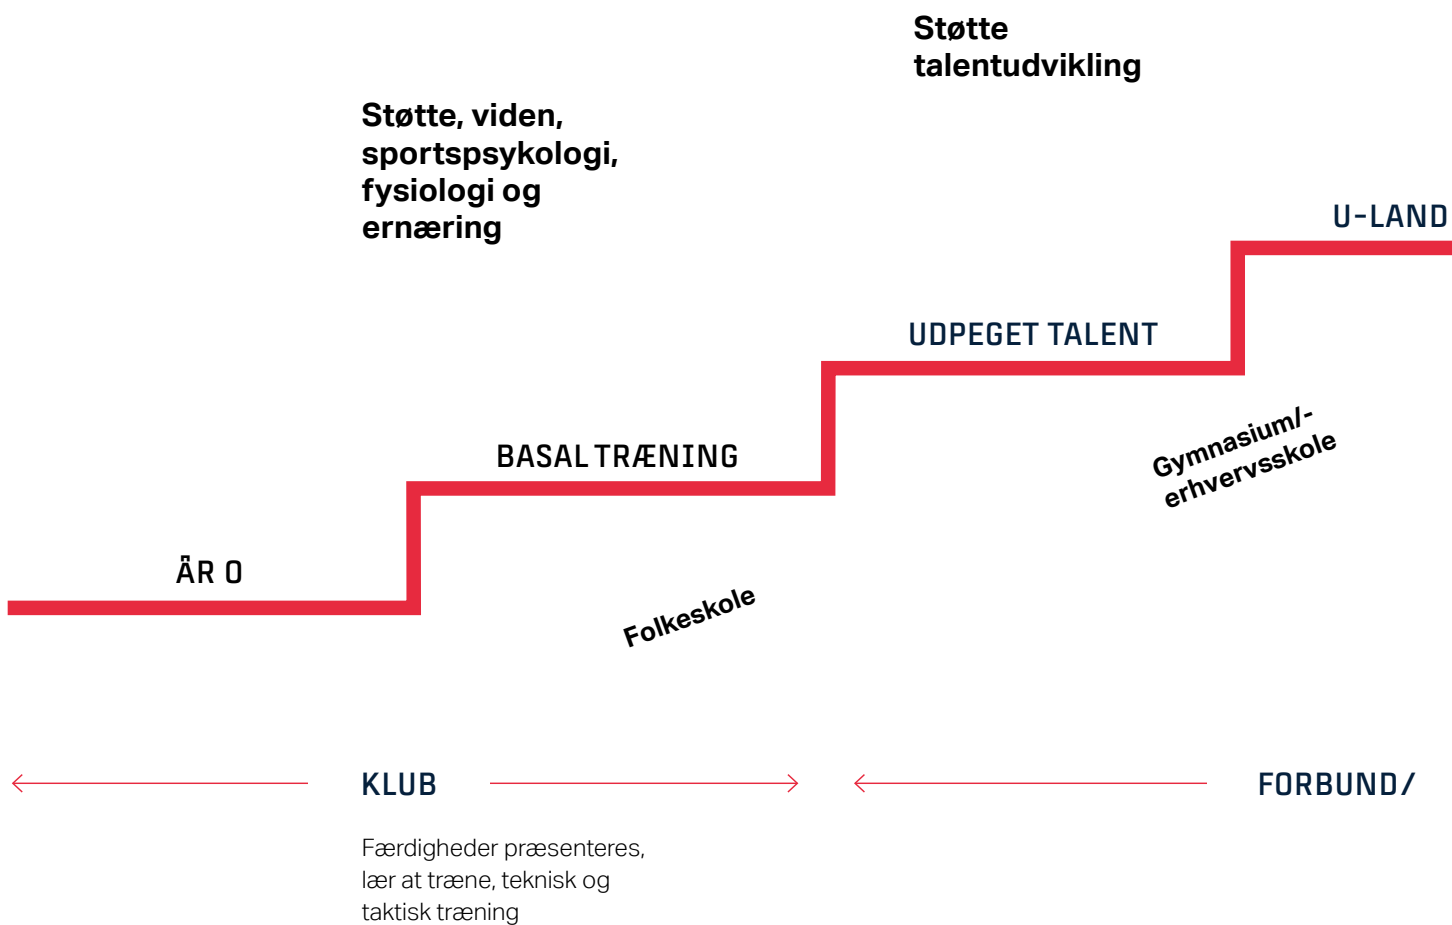 Støtte
talentudvikling
Støtte, viden,
sportspsykologi,
fysiologi og
ernæring
U-LAND
UDPEGET TALENT
Gymnasium/-
erhvervsskole
BASAL TRÆNING
ÅR 0
Folkeskole
KLUB
FORBUND/
Færdigheder præsenteres,
lær at træne, teknisk og
taktisk træning